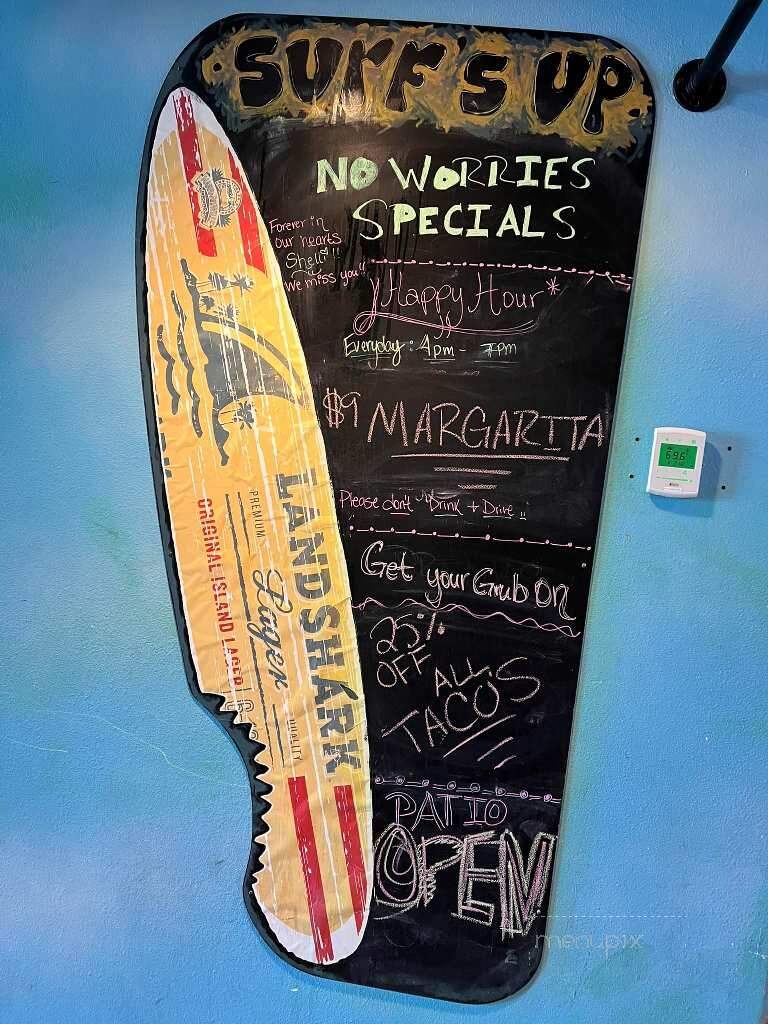 SURF'S UP
NO WORRIES
SPECIALS
Forever in
our hearts
Shell !!
We miss you!!
Happy Hour*
Everyday: 4pm - 7pm
$9 MARGARITA
Please don't "Drink + Drive !!
Get your Grub On
25%
OFF
ALL
TACOS
PATIO
OPEN
LANDSHARK
PREMIUM
Lager
QUALITY
ORIGINAL ISLAND LAGER
696
menupix